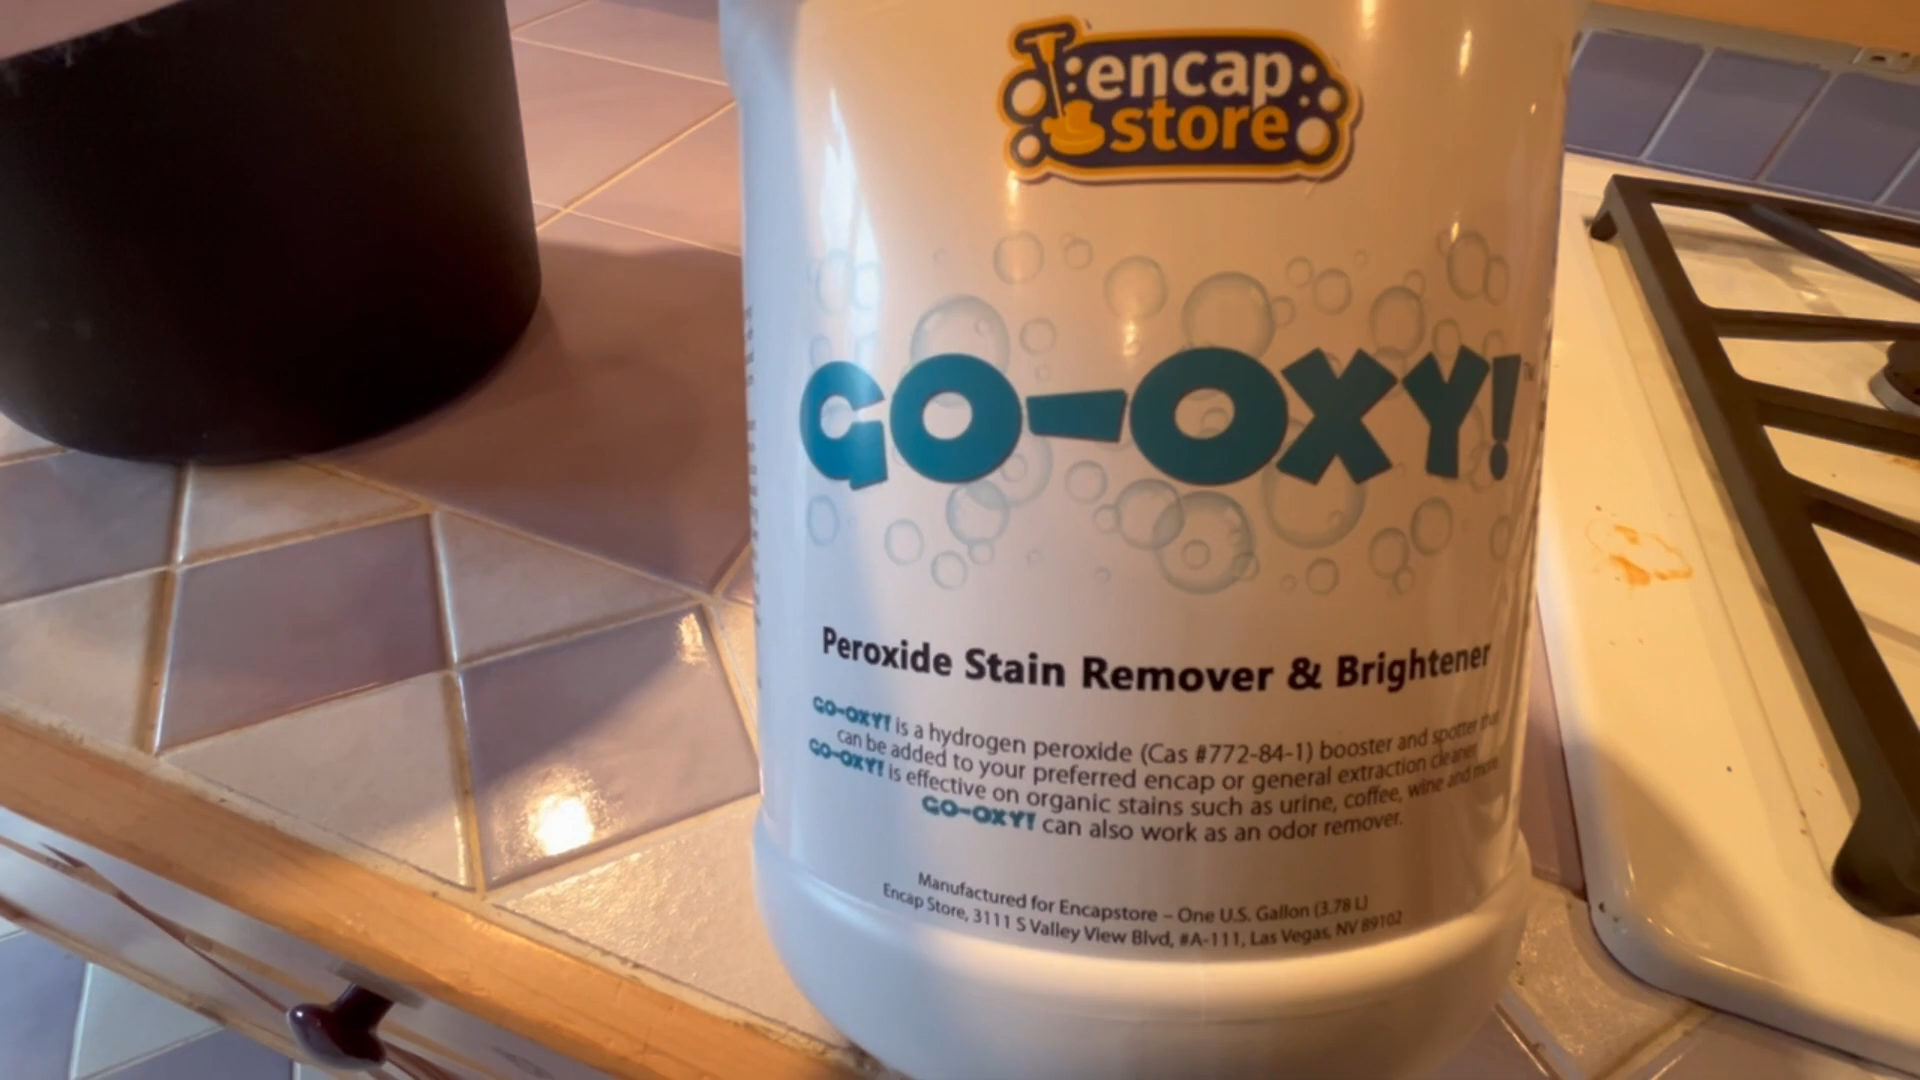 encap
store
GO-OXY!
Peroxide Stain Remover & Brightener
GO-OXY! is a hydrogen peroxide (Cas #772-84-1) booster and spotter that
can be added to your preferred encap or general extraction cleaner.
GO-OXY! is effective on organic stains such as urine, coffee, wine and more.
GO-OXY! can also work as an odor remover.
Manufactured for Encapstore – One U.S. Gallon (3.78 L)
Encap Store, 3111 S Valley View Blvd, #A-111, Las Vegas, NV 89102